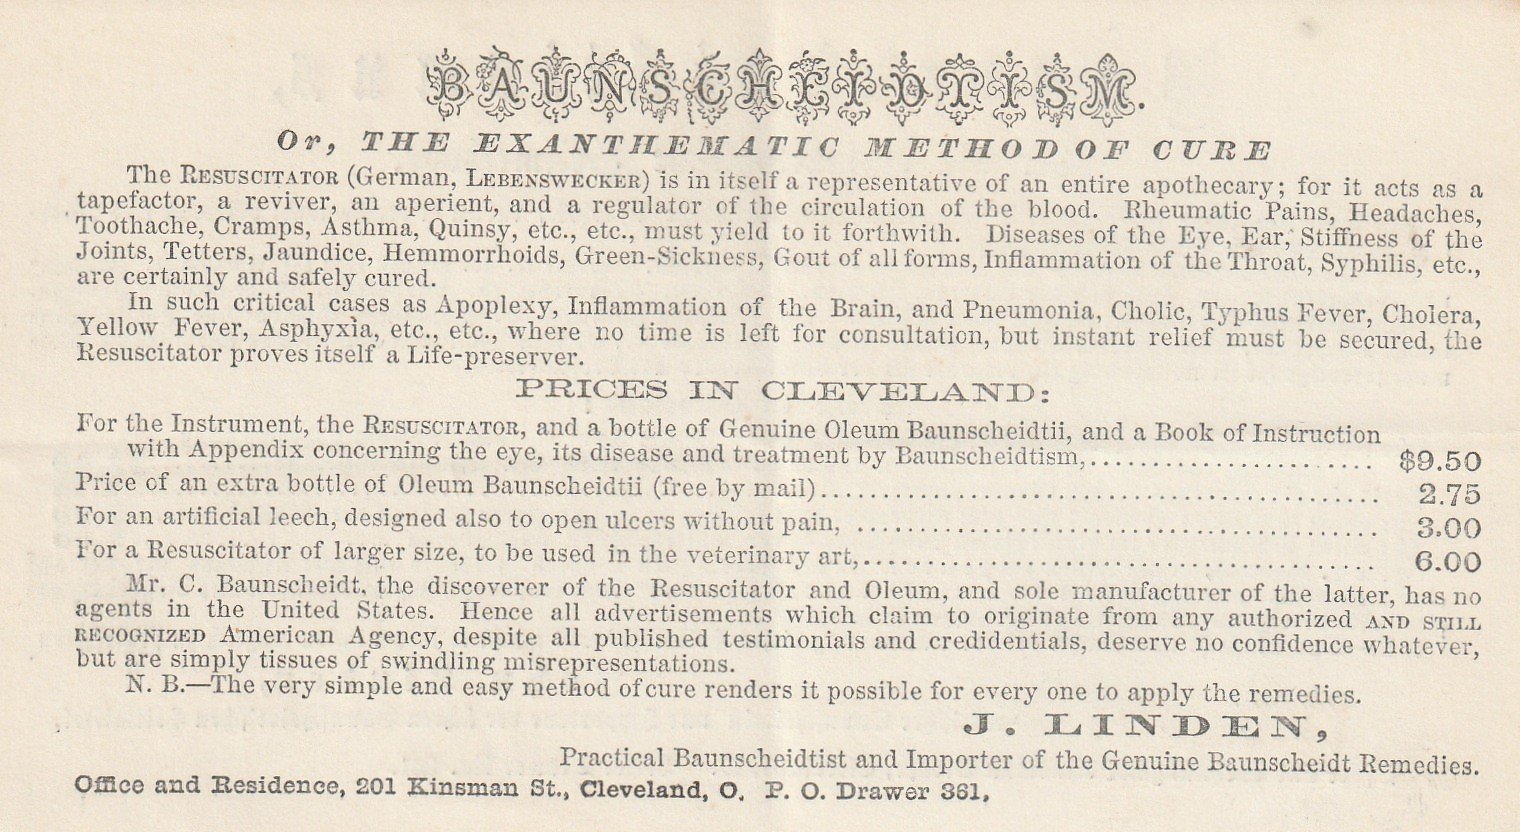 BAUNSCHEIDTISM.
Or, THE EXANTHEMATIC METHOD OF CURE
The RESUSCITATOR (German, LEBENSWECKER) is in itself a representative of an entire apothecary; for it acts as a
tapefactor, a reviver, an aperient, and a regulator of the circulation of the blood. Rheumatic Pains, Headaches,
Toothache, Cramps, Asthma, Quinsy, etc., etc., must yield to it forthwith. Diseases of the Eye, Ear, Stiffness of the
Joints, Tetters, Jaundice, Hemmorrhoids, Green-Sickness, Gout of all forms, Inflammation of the Throat, Syphilis, etc.,
are certainly and safely cured.
In such critical cases as Apoplexy, Inflammation of the Brain, and Pneumonia, Cholic, Typhus Fever, Cholera,
Yellow Fever, Asphyxia, etc., etc., where no time is left for consultation, but instant relief must be secured, the
Resuscitator proves itself a Life-preserver.
PRICES IN CLEVELAND:
For the Instrument, the RESUSCITATOR, and a bottle of Genuine Oleum Baunscheidtii, and a Book of Instruction
with Appendix concerning the eye, its disease and treatment by Baunscheidtism,........................ $9.50
Price of an extra bottle of Oleum Baunscheidtii (free by mail).............................................. 2.75
For an artificial leech, designed also to open ulcers without pain, .......................................... 3.00
For a Resuscitator of larger size, to be used in the veterinary art,.......................................... 6.00
Mr. C. Baunscheidt, the discoverer of the Resuscitator and Oleum, and sole manufacturer of the latter, has no
agents in the United States. Hence all advertisements which claim to originate from any authorized AND STILL
RECOGNIZED American Agency, despite all published testimonials and credidentials, deserve no confidence whatever,
but are simply tissues of swindling misrepresentations.
N. B.—The very simple and easy method of cure renders it possible for every one to apply the remedies.
J. LINDEN,
Practical Baunscheidtist and Importer of the Genuine Baunscheidt Remedies.
Office and Residence, 201 Kinsman St., Cleveland, O. P. O. Drawer 361.